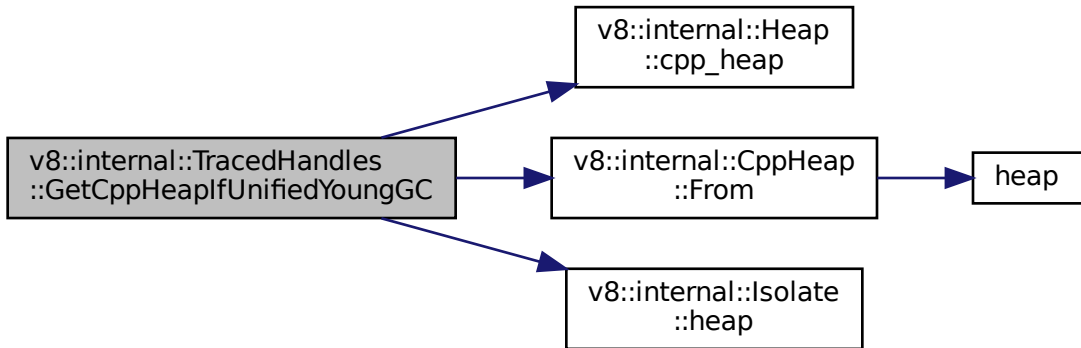 v8::internal::Heap
::cpp_heap
v8::internal::TracedHandles
::GetCppHeapIfUnifiedYoungGC
v8::internal::CppHeap
::From
heap
v8::internal::Isolate
::heap